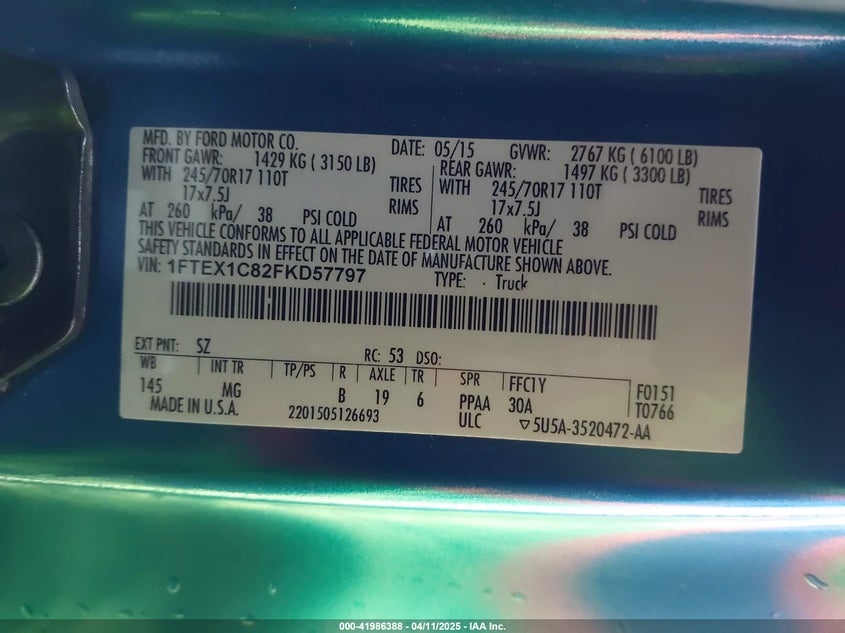 MFD. BY FORD MOTOR CO. DATE: 05/15 GVWR: 2767 KG ( 6100 LB)
FRONT GAWR: 1429 KG ( 3150 LB) REAR GAWR: 1497 KG ( 3300 LB)
WITH 245/70R17 110T TIRES WITH 245/70R17 110T TIRES
17x7.5J RIMS 17x7.5J RIMS
AT 260 kPa/ 38 PSI COLD AT 260 kPa/ 38 PSI COLD
THIS VEHICLE CONFORMS TO ALL APPLICABLE FEDERAL MOTOR VEHICLE
SAFETY STANDARDS IN EFFECT ON THE DATE OF MANUFACTURE SHOWN ABOVE.
VIN: 1FTEX1C82FKD57797 TYPE: Truck
EXT PNT: SZ RC: 53 DSO:
WB INT TR TP/PS R AXLE TR SPR FFC1Y F0151
145 MG B 19 6 PPAA 30A T0766
MADE IN U.S.A. 2201505126693 ULC ▽5U5A-3520472-AA
000-41986388 - 04/11/2025 - IAA Inc.